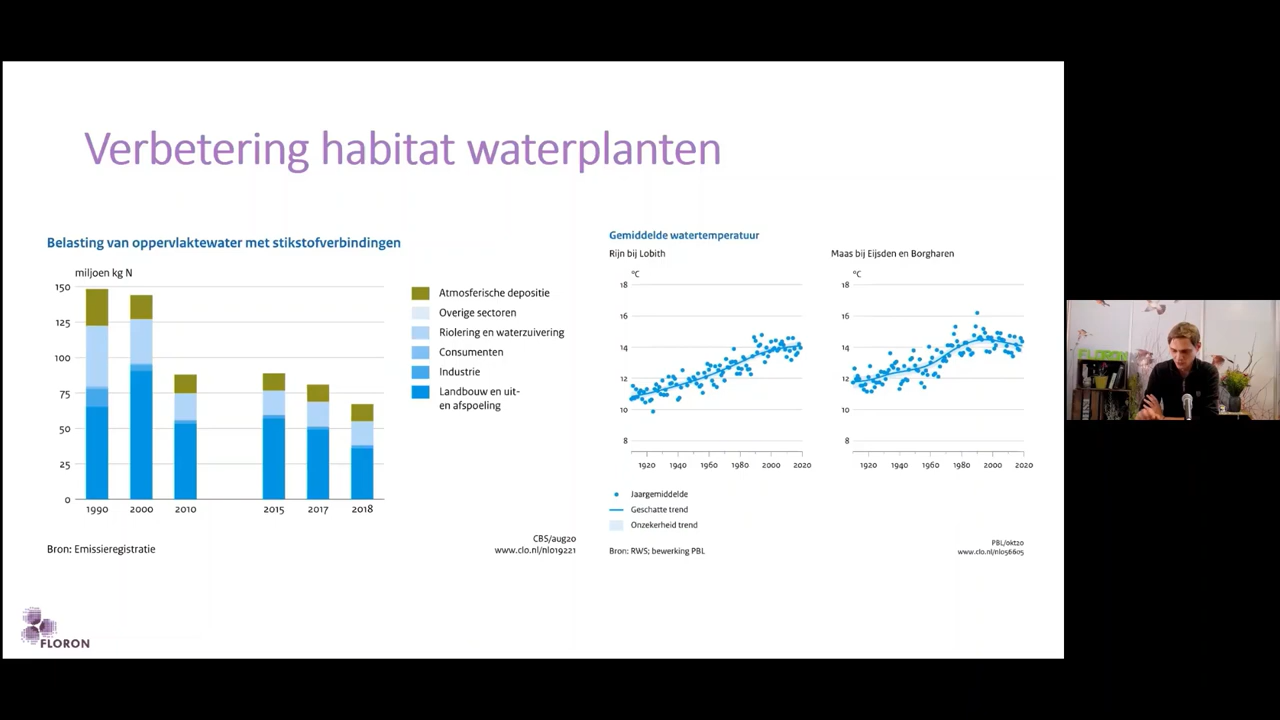 Verbetering habitat waterplanten
Belasting van oppervlaktewater met stikstofverbindingen
miljoen kg N
150
125
100
75
50
25
0
1990 2000 2010 2015 2017 2018
Atmosferische depositie
Overige sectoren
Riolering en waterzuivering
Consumenten
Industrie
Landbouw en uit-
en afspoeling
Bron: Emissieregistratie
CBS/aug20
www.clo.nl/nl019221
Gemiddelde watertemperatuur
Rijn bij Lobith
°C
18
16
14
12
10
8
1920 1940 1960 1980 2000 2020
Maas bij Eijsden en Borgharen
°C
18
16
14
12
10
8
1920 1940 1960 1980 2000 2020
Jaargemiddelde
Geschatte trend
Onzekerheid trend
Bron: RWS; bewerking PBL
PBL/okt20
www.clo.nl/nl056605
FLORON
FLORON